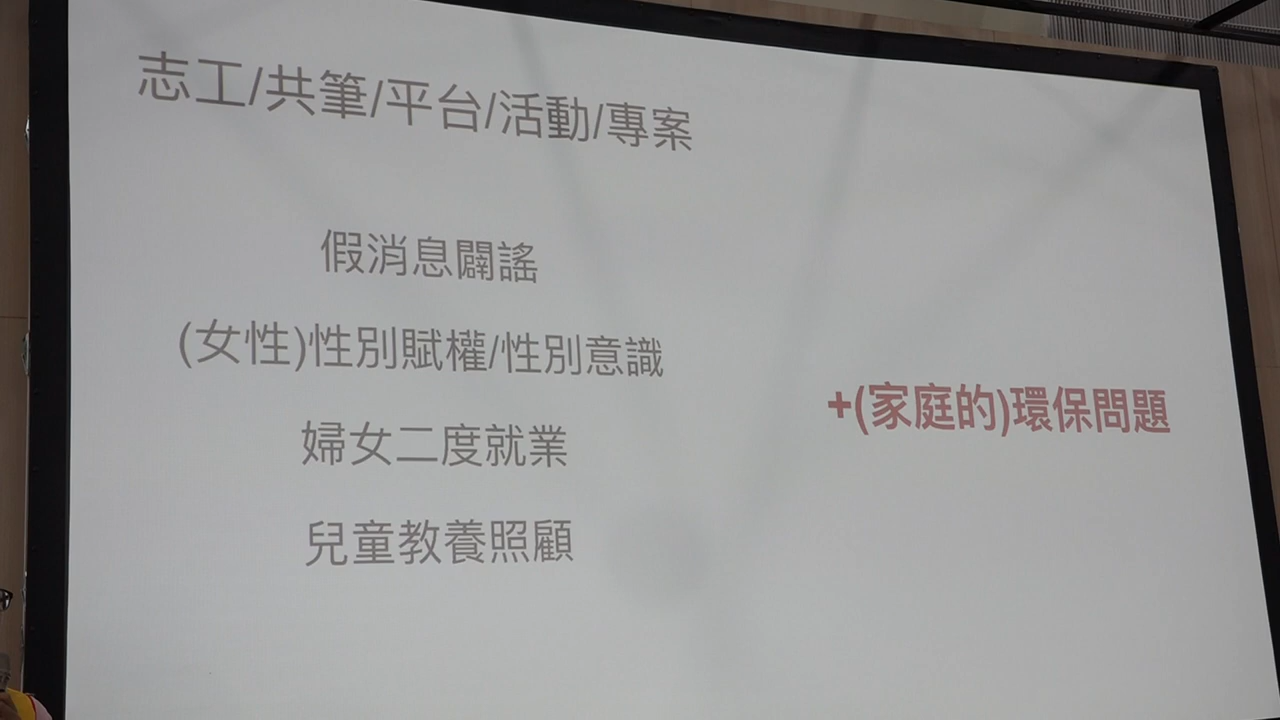 志工/共筆/平台/活動/專案
假消息闢謠
(女性)性別賦權/性別意識
婦女二度就業
兒童教養照顧
+(家庭的)環保問題